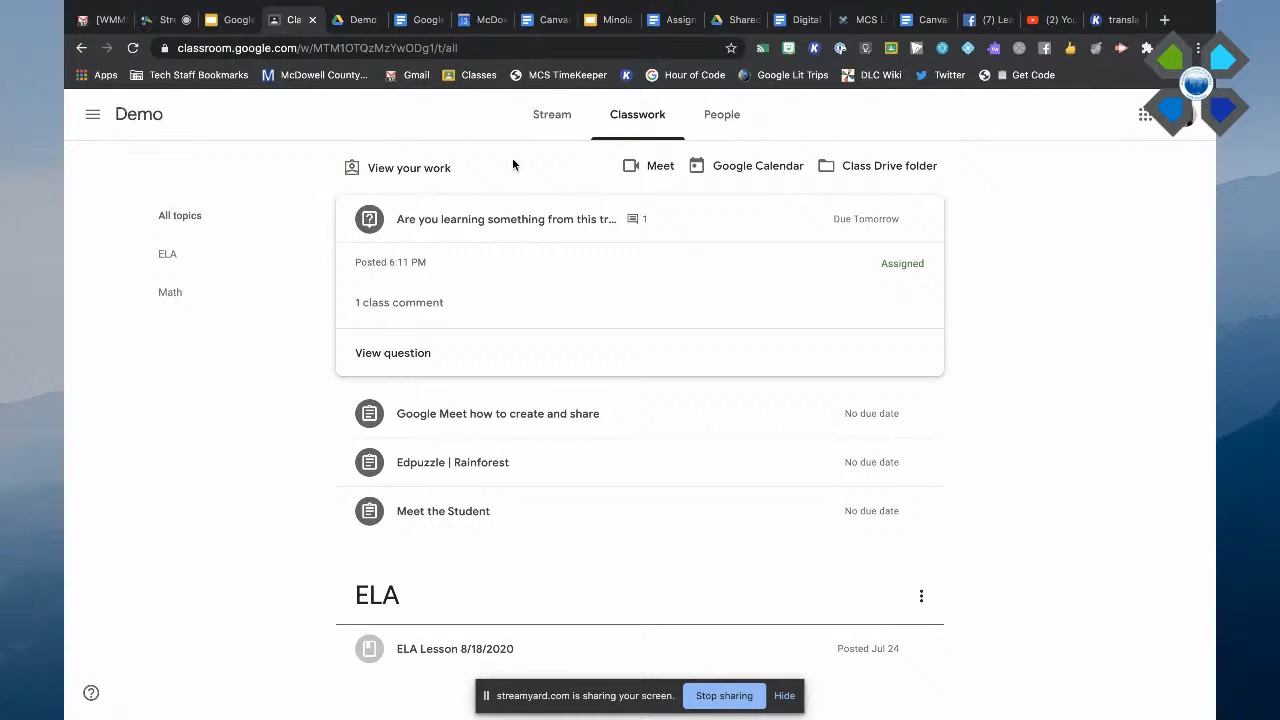 [WMM
Stre
Google
Cla
Demo
Googl
McDov
Canva
Minola
Assign
Shared
Digital
MCS L
Canva
(7) Lea
(2) You
transla
classroom.google.com/w/MTM1OTQzMzYwODg1/t/all
Apps
Tech Staff Bookmarks
McDowell County...
Gmail
Classes
MCS TimeKeeper
Hour of Code
Google Lit Trips
DLC Wiki
Twitter
Get Code
Demo
Stream
Classwork
People
View your work
Meet
Google Calendar
Class Drive folder
All topics
ELA
Math
Are you learning something from this tr... 1 Due Tomorrow
Posted 6:11 PM Assigned
1 class comment
View question
Google Meet how to create and share No due date
Edpuzzle | Rainforest No due date
Meet the Student No due date
ELA
ELA Lesson 8/18/2020 Posted Jul 24
streamyard.com is sharing your screen. Stop sharing Hide